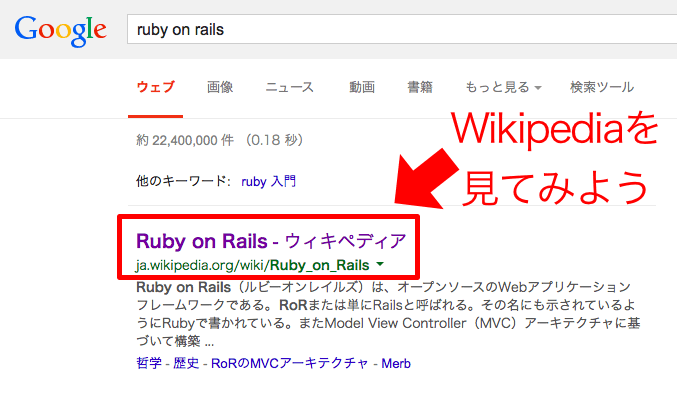 Google
ruby on rails
ウェブ 画像 ニュース 動画 書籍 もっと見る 検索ツール
約 22,400,000 件 (0.18 秒)
Wikipediaを
見てみよう
他のキーワード: ruby 入門
Ruby on Rails - ウィキペディア
ja.wikipedia.org/wiki/Ruby_on_Rails
Ruby on Rails（ルビーオンレイルズ）は、オープンソースのWebアプリケーション
フレームワークである。RoRまたは単にRailsと呼ばれる。その名にも示されているよ
うにRubyで書かれている。またModel View Controller（MVC）アーキテクチャに基
づいて構築 ...
哲学 - 歴史 - RoRのMVCアーキテクチャ - Merb